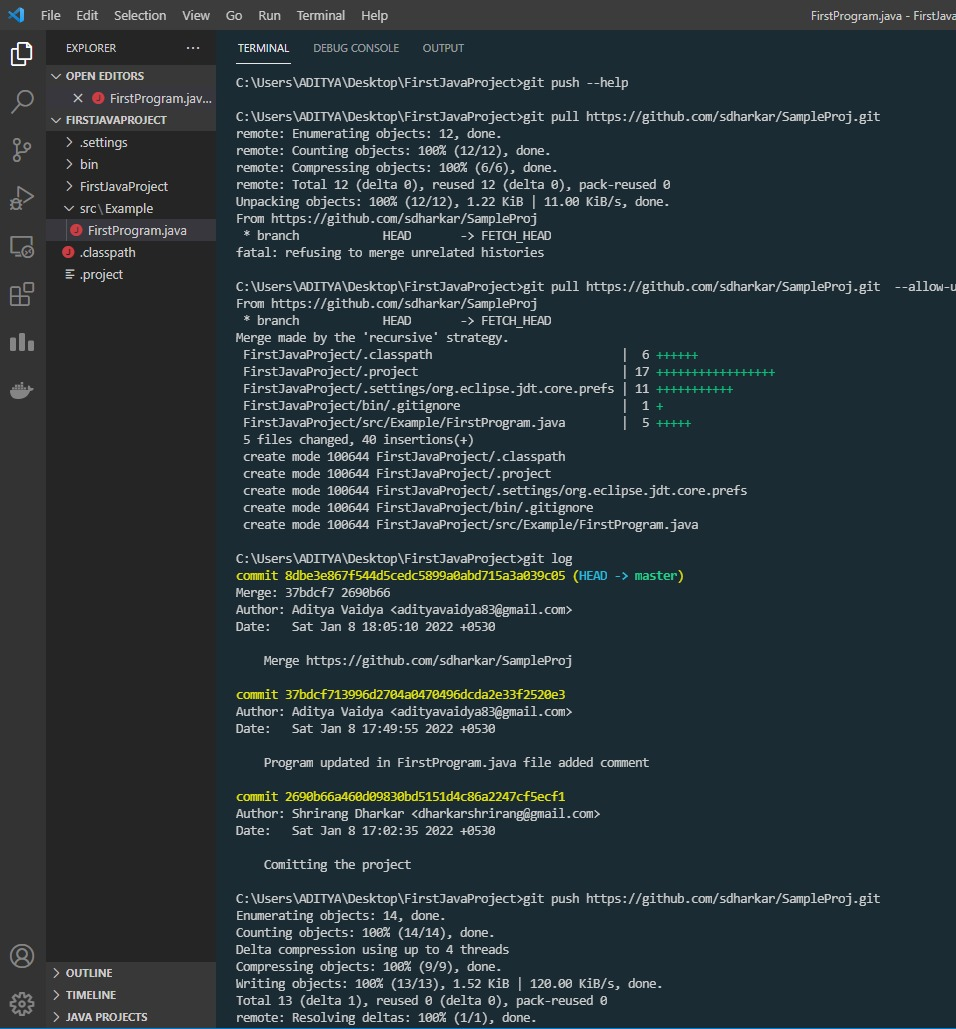 File Edit Selection View Go Run Terminal Help FirstProgram.java - FirstJava
EXPLORER ···
OPEN EDITORS
FirstProgram.jav...
FIRSTJAVAPROJECT
.settings
bin
FirstJavaProject
src\Example
FirstProgram.java
.classpath
.project
OUTLINE
TIMELINE
JAVA PROJECTS
TERMINAL DEBUG CONSOLE OUTPUT
C:\Users\ADITYA\Desktop\FirstJavaProject>git push --help
C:\Users\ADITYA\Desktop\FirstJavaProject>git pull https://github.com/sdharkar/SampleProj.git
remote: Enumerating objects: 12, done.
remote: Counting objects: 100% (12/12), done.
remote: Compressing objects: 100% (6/6), done.
remote: Total 12 (delta 0), reused 12 (delta 0), pack-reused 0
Unpacking objects: 100% (12/12), 1.22 KiB | 11.00 KiB/s, done.
From https://github.com/sdharkar/SampleProj
* branch HEAD -> FETCH_HEAD
fatal: refusing to merge unrelated histories
C:\Users\ADITYA\Desktop\FirstJavaProject>git pull https://github.com/sdharkar/SampleProj.git --allow-u
From https://github.com/sdharkar/SampleProj
* branch HEAD -> FETCH_HEAD
Merge made by the 'recursive' strategy.
FirstJavaProject/.classpath | 6 ++++++
FirstJavaProject/.project | 17 +++++++++++++++++
FirstJavaProject/.settings/org.eclipse.jdt.core.prefs | 11 +++++++++++
FirstJavaProject/bin/.gitignore | 1 +
FirstJavaProject/src/Example/FirstProgram.java | 5 +++++
5 files changed, 40 insertions(+)
create mode 100644 FirstJavaProject/.classpath
create mode 100644 FirstJavaProject/.project
create mode 100644 FirstJavaProject/.settings/org.eclipse.jdt.core.prefs
create mode 100644 FirstJavaProject/bin/.gitignore
create mode 100644 FirstJavaProject/src/Example/FirstProgram.java
C:\Users\ADITYA\Desktop\FirstJavaProject>git log
commit 8dbe3e867f544d5cedc5899a0abd715a3a039c05 (HEAD -> master)
Merge: 37bdcf7 2690b66
Author: Aditya Vaidya <adityavaidya83@gmail.com>
Date: Sat Jan 8 18:05:10 2022 +0530
Merge https://github.com/sdharkar/SampleProj
commit 37bdcf713996d2704a0470496dcda2e33f2520e3
Author: Aditya Vaidya <adityavaidya83@gmail.com>
Date: Sat Jan 8 17:49:55 2022 +0530
Program updated in FirstProgram.java file added comment
commit 2690b66a460d09830bd5151d4c86a2247cf5ecf1
Author: Shrirang Dharkar <dharkarshrirang@gmail.com>
Date: Sat Jan 8 17:02:35 2022 +0530
Comitting the project
C:\Users\ADITYA\Desktop\FirstJavaProject>git push https://github.com/sdharkar/SampleProj.git
Enumerating objects: 14, done.
Counting objects: 100% (14/14), done.
Delta compression using up to 4 threads
Compressing objects: 100% (9/9), done.
Writing objects: 100% (13/13), 1.52 KiB | 120.00 KiB/s, done.
Total 13 (delta 1), reused 0 (delta 0), pack-reused 0
remote: Resolving deltas: 100% (1/1), done.